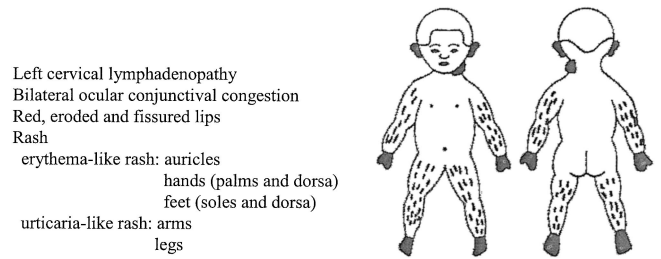 Left cervical lymphadenopathy
Bilateral ocular conjunctival congestion
Red, eroded and fissured lips
Rash
erythema-like rash: auricles
hands (palms and dorsa)
feet (soles and dorsa)
urticaria-like rash: arms
legs